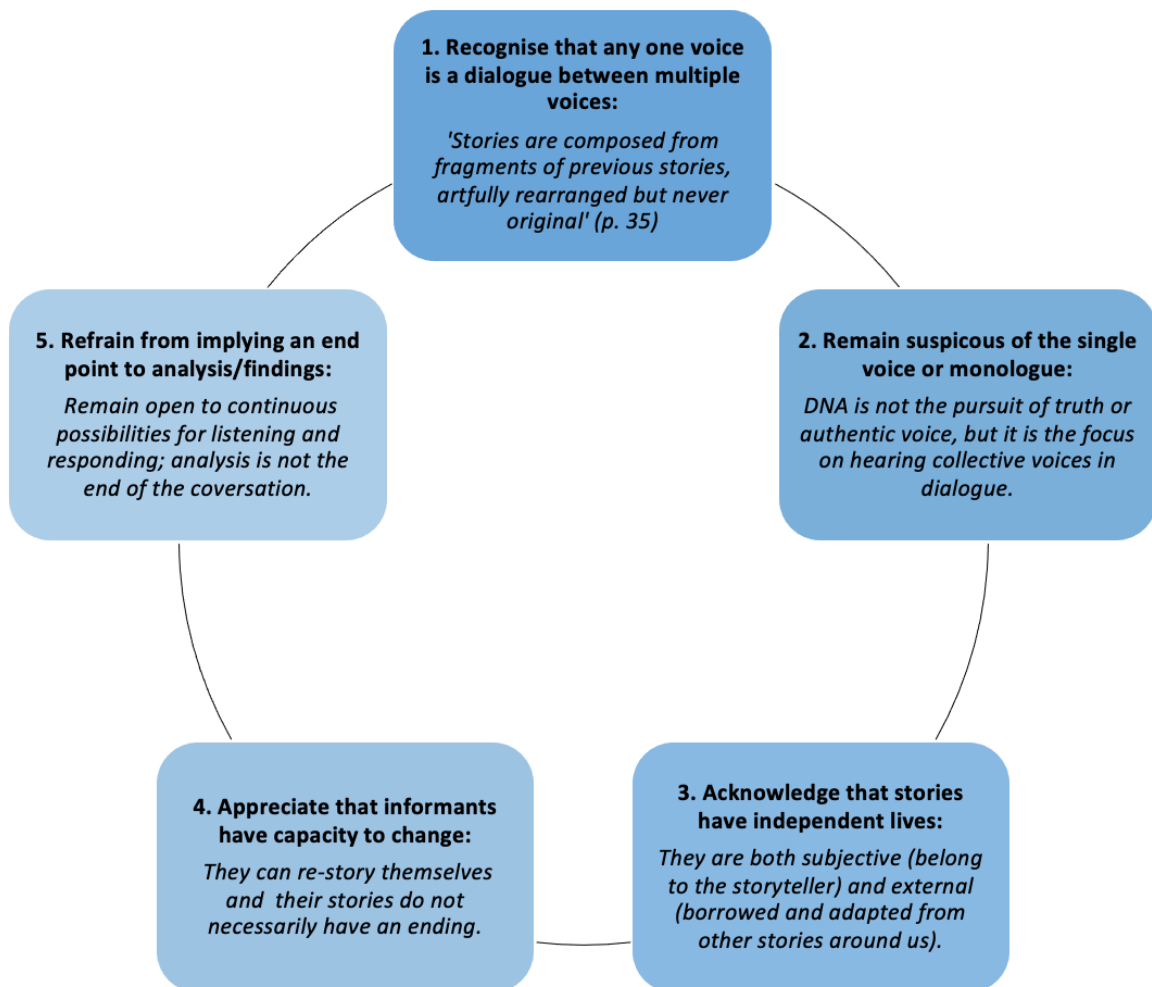 1. Recognise that any one voice
is a dialogue between multiple
voices:
'Stories are composed from
fragments of previous stories,
artfully rearranged but never
original' (p. 35)
2. Remain suspicous of the single
voice or monologue:
DNA is not the pursuit of truth or
authentic voice, but it is the focus
on hearing collective voices in
dialogue.
3. Acknowledge that stories
have independent lives:
They are both subjective (belong
to the storyteller) and external
(borrowed and adapted from
other stories around us).
4. Appreciate that informants
have capacity to change:
They can re-story themselves
and  their stories do not
necessarily have an ending.
5. Refrain from implying an end
point to analysis/findings:
Remain open to continuous
possibilities for listening and
responding; analysis is not the
end of the coversation.